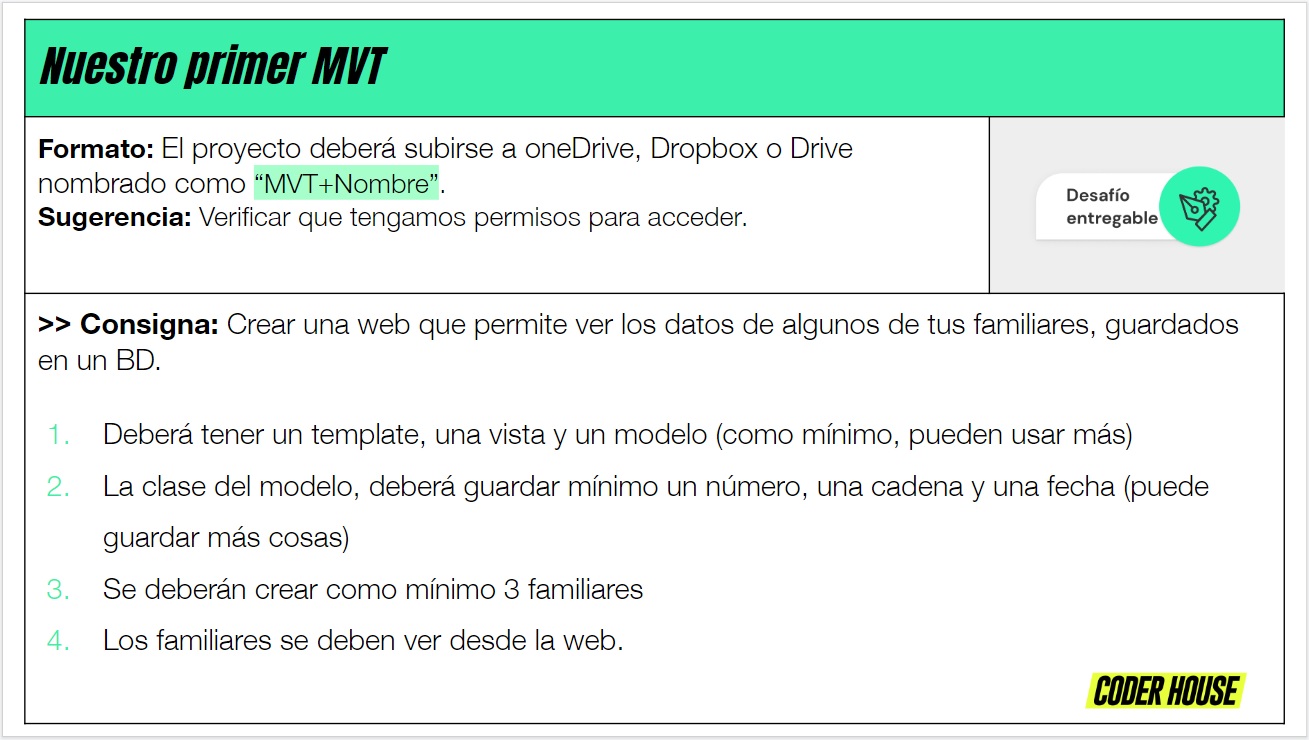 Nuestro primer MVT
Formato: El proyecto deberá subirse a oneDrive, Dropbox o Drive
nombrado como “MVT+Nombre”.
Sugerencia: Verificar que tengamos permisos para acceder.
Desafío
entregable
>> Consigna: Crear una web que permite ver los datos de algunos de tus familiares, guardados
en un BD.
1. Deberá tener un template, una vista y un modelo (como mínimo, pueden usar más)
2. La clase del modelo, deberá guardar mínimo un número, una cadena y una fecha (puede
guardar más cosas)
3. Se deberán crear como mínimo 3 familiares
4. Los familiares se deben ver desde la web.
CODER HOUSE